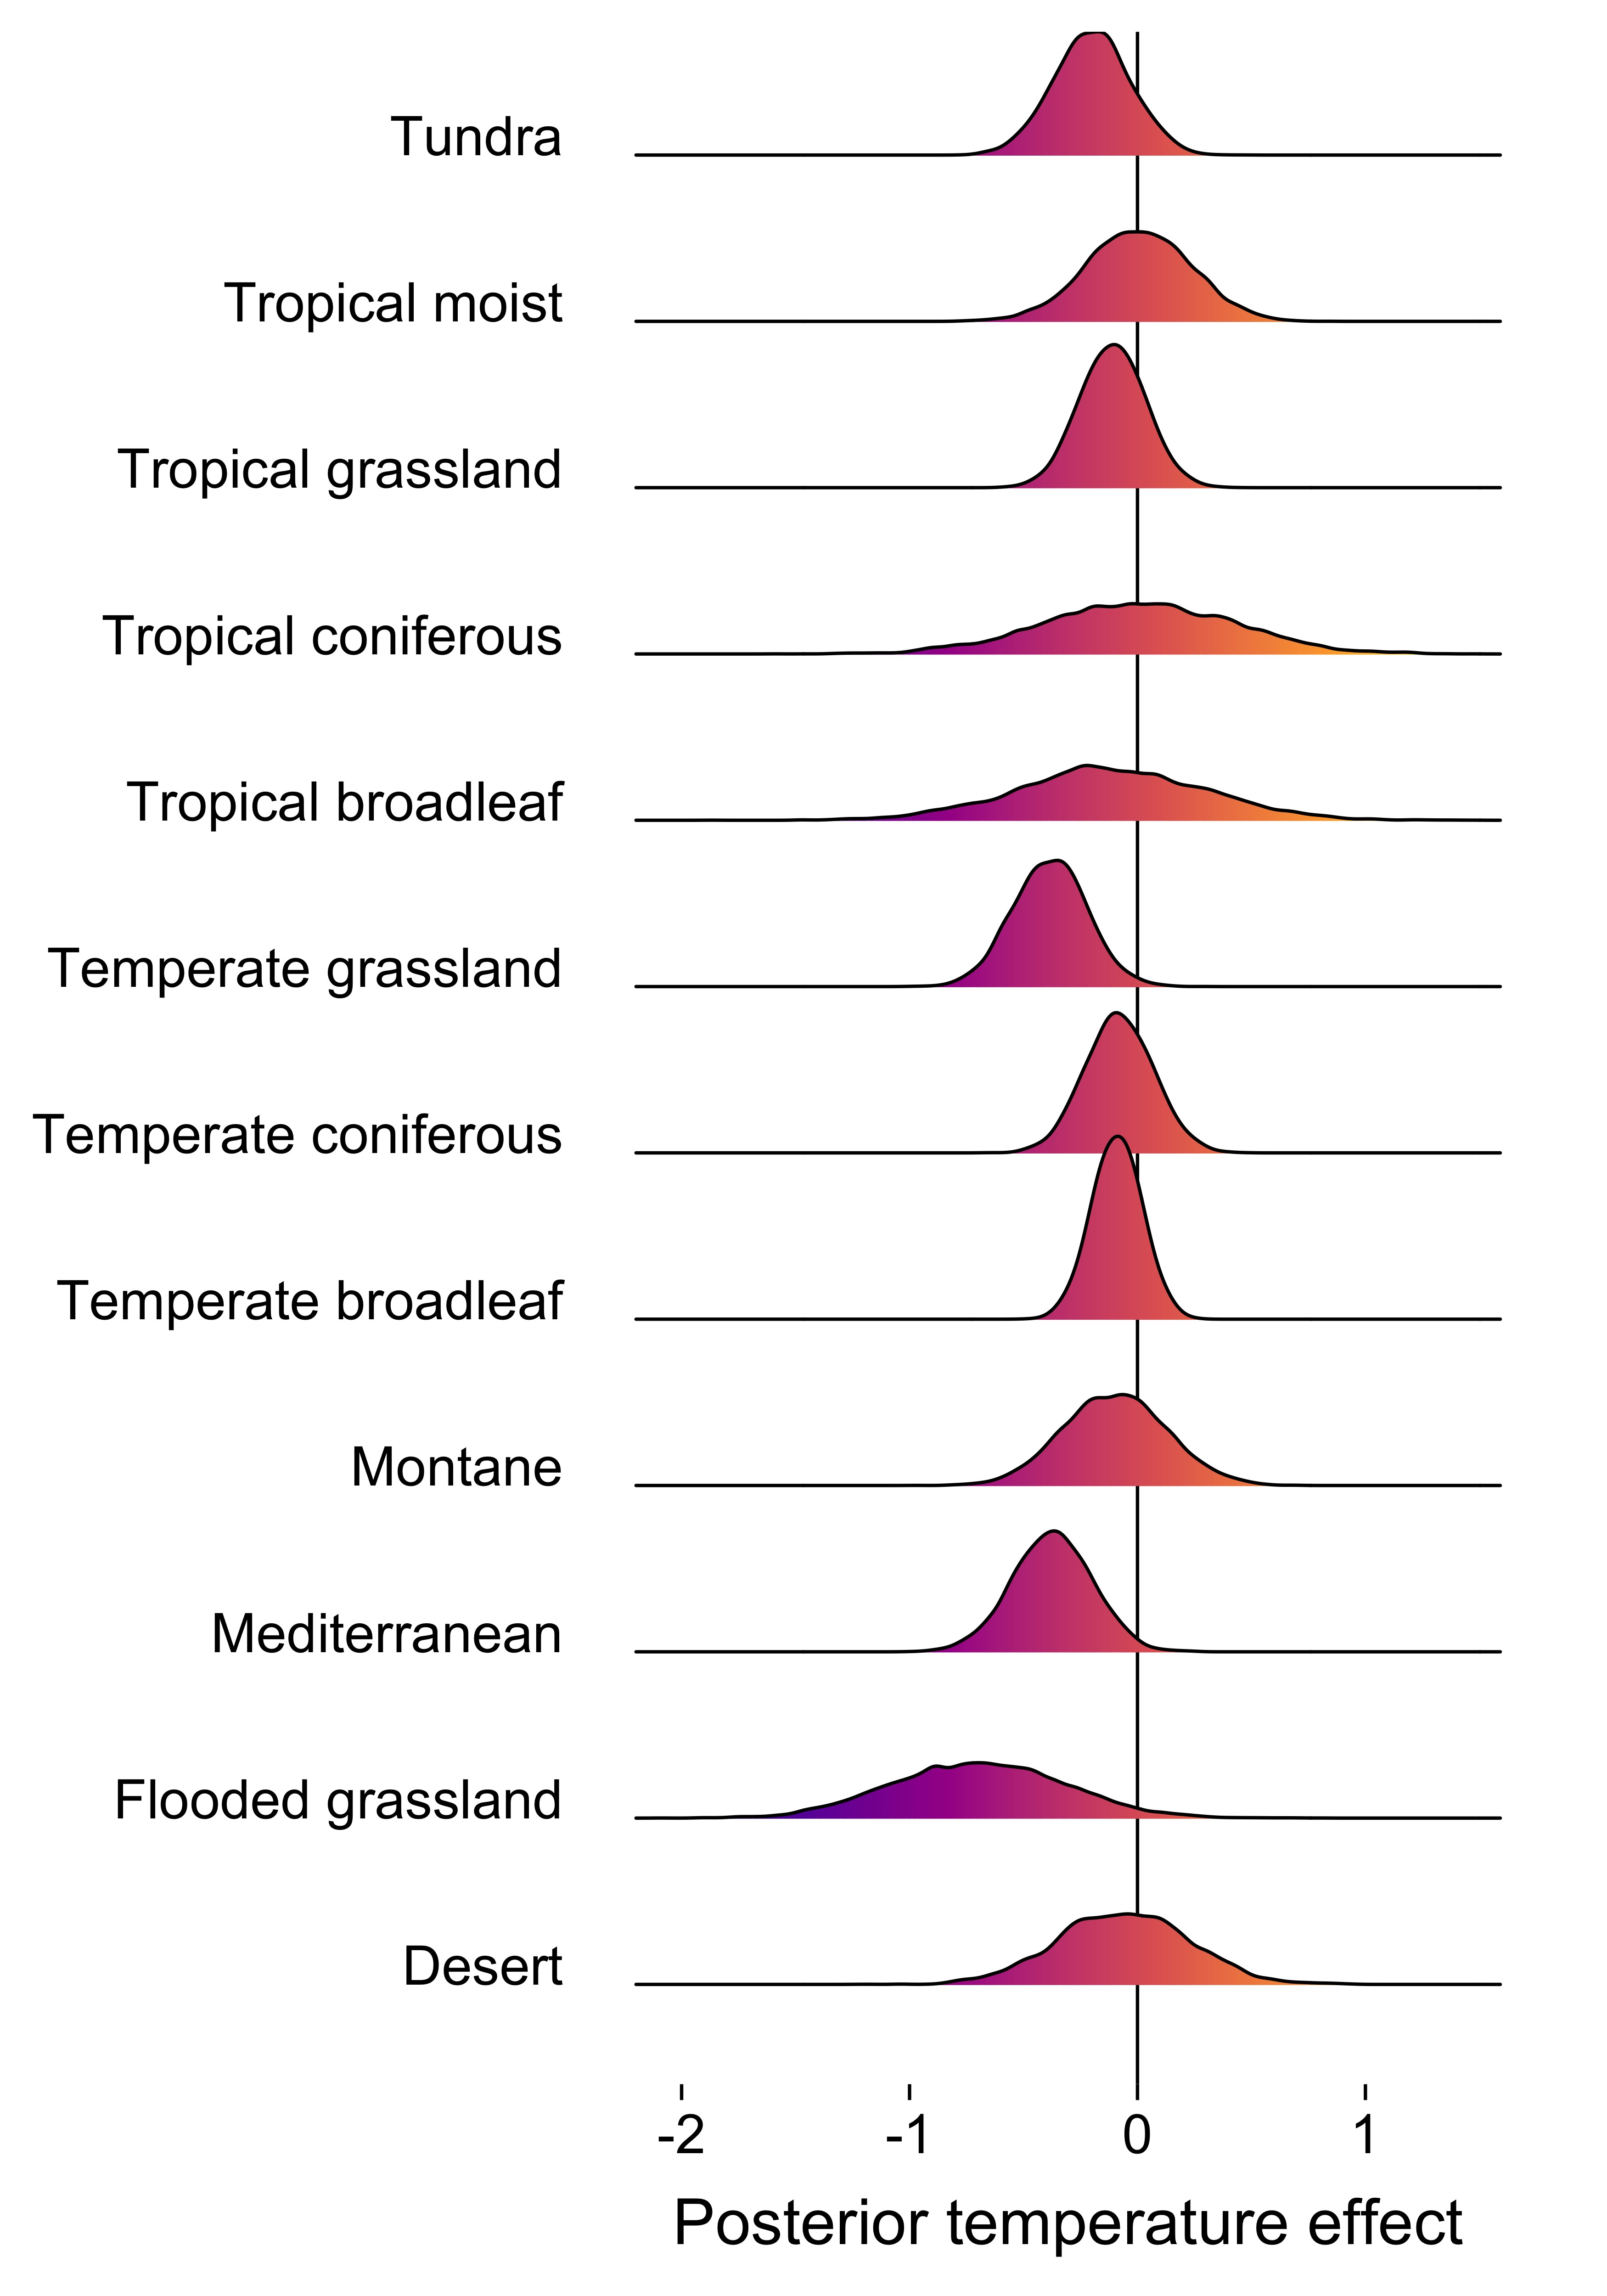 Tundra
Tropical moist
Tropical grassland
Tropical coniferous
Tropical broadleaf
Temperate grassland
Temperate coniferous
Temperate broadleaf
Montane
Mediterranean
Flooded grassland
Desert
-2 -1 0 1
Posterior temperature effect